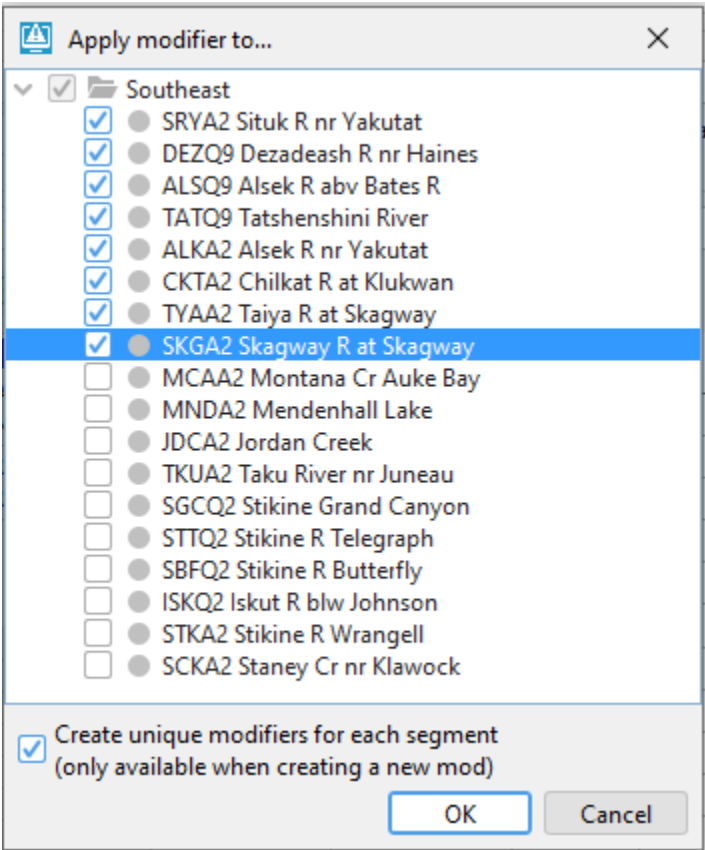 Apply modifier to...
Southeast
SRYA2 Situk R nr Yakutat
DEZQ9 Dezadeash R nr Haines
ALSQ9 Alsek R abv Bates R
TATQ9 Tatshenshini River
ALKA2 Alsek R nr Yakutat
CKTA2 Chilkat R at Klukwan
TYAA2 Taiya R at Skagway
SKGA2 Skagway R at Skagway
MCAA2 Montana Cr Auke Bay
MNDA2 Mendenhall Lake
JDCA2 Jordan Creek
TKUA2 Taku River nr Juneau
SGCQ2 Stikine Grand Canyon
STTQ2 Stikine R Telegraph
SBFQ2 Stikine R Butterfly
ISKQ2 Iskut R blw Johnson
STKA2 Stikine R Wrangell
SCKA2 Staney Cr nr Klawock
Create unique modifiers for each segment
(only available when creating a new mod)
OK Cancel